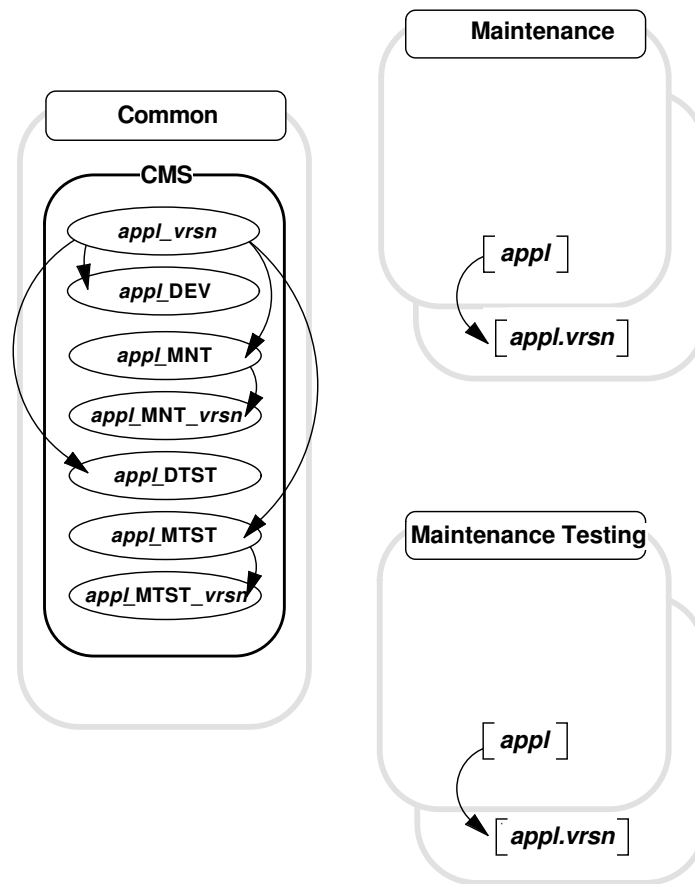 Common
CMS
appl_vrsn
appl_DEV
appl_MNT
appl_MNT_vrsn
appl_DTST
appl_MTST
appl_MTST_vrsn
Maintenance
[appl]
[appl.vrsn]
Maintenance Testing
[appl]
[appl.vrsn]